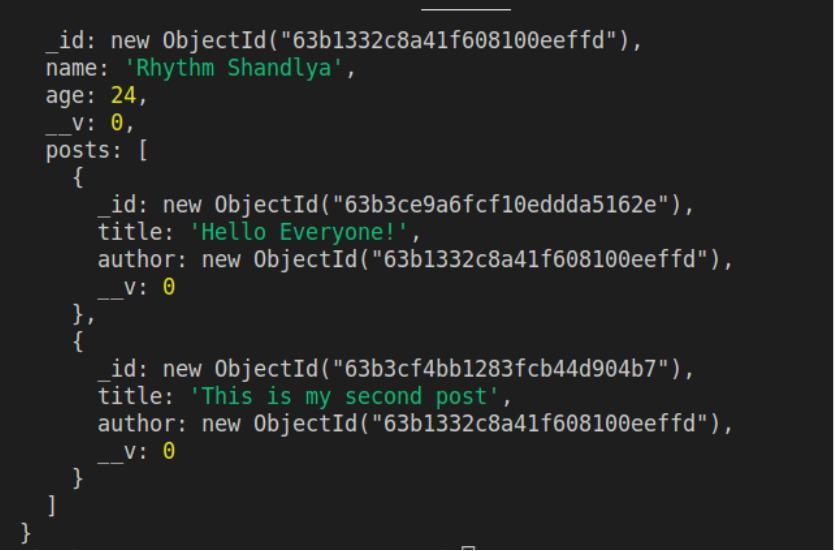 _id: new ObjectId("63b1332c8a41f608100eeffd"),
name: 'Rhythm Shandlya',
age: 24,
__v: 0,
posts: [
{
_id: new ObjectId("63b3ce9a6fcf10eddda5162e"),
title: 'Hello Everyone!',
author: new ObjectId("63b1332c8a41f608100eeffd"),
__v: 0
},
{
_id: new ObjectId("63b3cf4bb1283fcb44d904b7"),
title: 'This is my second post',
author: new ObjectId("63b1332c8a41f608100eeffd"),
__v: 0
}
]
}